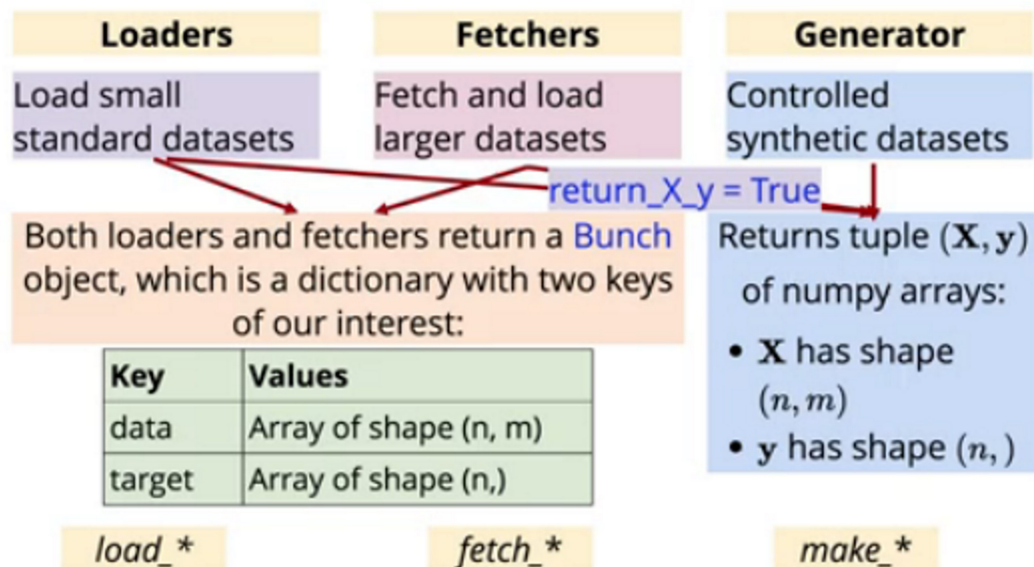 Loaders
Fetchers
Generator
Load small
standard datasets
Fetch and load
larger datasets
Controlled
synthetic datasets
return_X_y = True
Both loaders and fetchers return a Bunch
object, which is a dictionary with two keys
of our interest:
Key Values
data Array of shape (n, m)
target Array of shape (n,)
Returns tuple (X, y)
of numpy arrays:
• X has shape
(n, m)
• y has shape (n, )
load_*
fetch_*
make_*